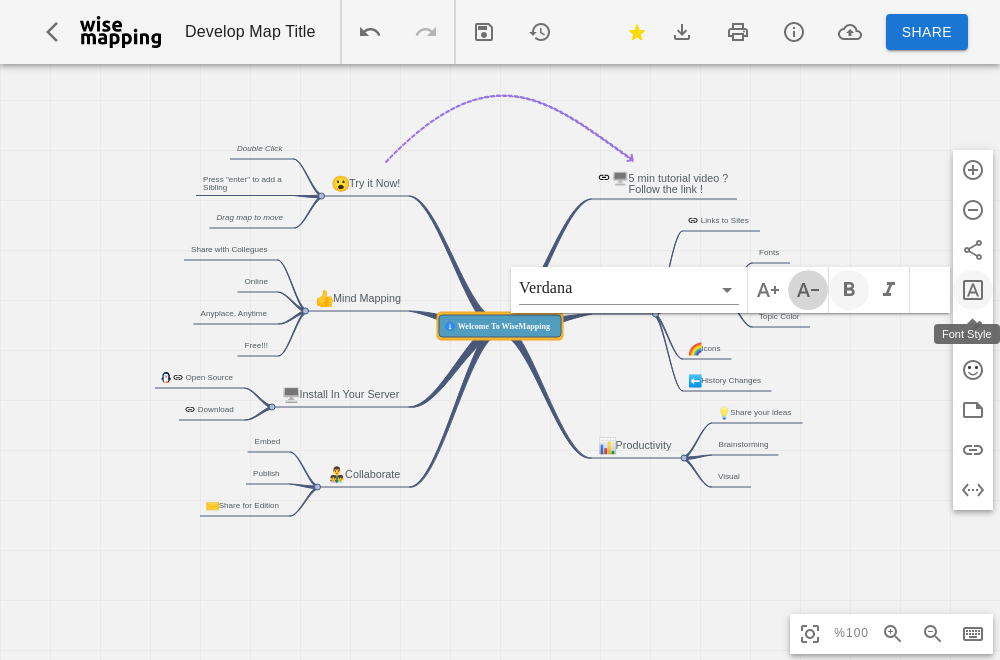 wise
mapping
Develop Map Title
SHARE
Double Click
Press "enter" to add a
Sibling
Drag map to move
Try it Now!
5 min tutorial video ?
Follow the link !
Links to Sites
Fonts
Share with Collegues
Online
Anyplace, Anytime
Free!!!
Mind Mapping
Verdana
A+
A-
B
I
A
Welcome To WiseMapping
Topic Color
Font Style
Icons
History Changes
Open Source
Download
Install In Your Server
Share your ideas
Brainstorming
Visual
Productivity
Embed
Publish
Share for Edition
Collaborate
%100